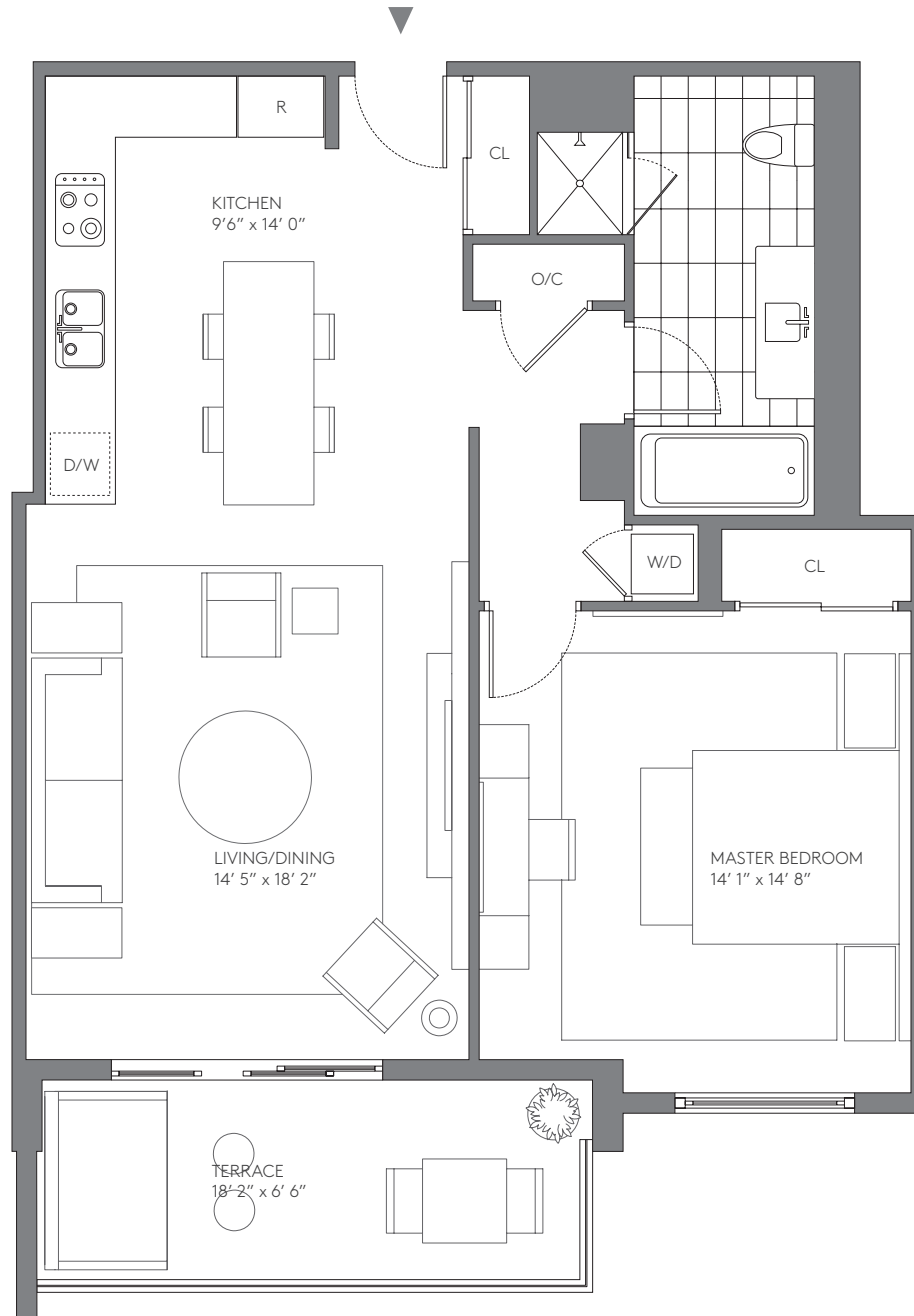 R
CL
KITCHEN
9’6” x 14’ 0”
O/C
D/W
W/D
CL
LIVING/DINING
14’ 5” x 18’ 2”
MASTER BEDROOM
14’ 1” x 14’ 8”
TERRACE
18’ 2” x 6’ 6”